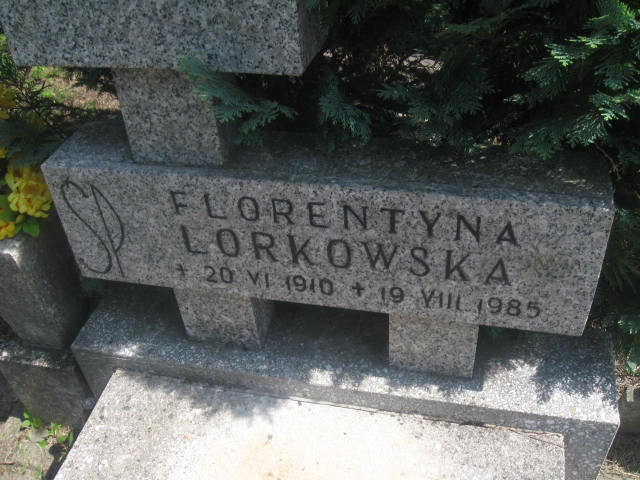 SP
FLORENTYNA
LORKOWSKA
+ 20 VI 1910 + 19 VIII 1985